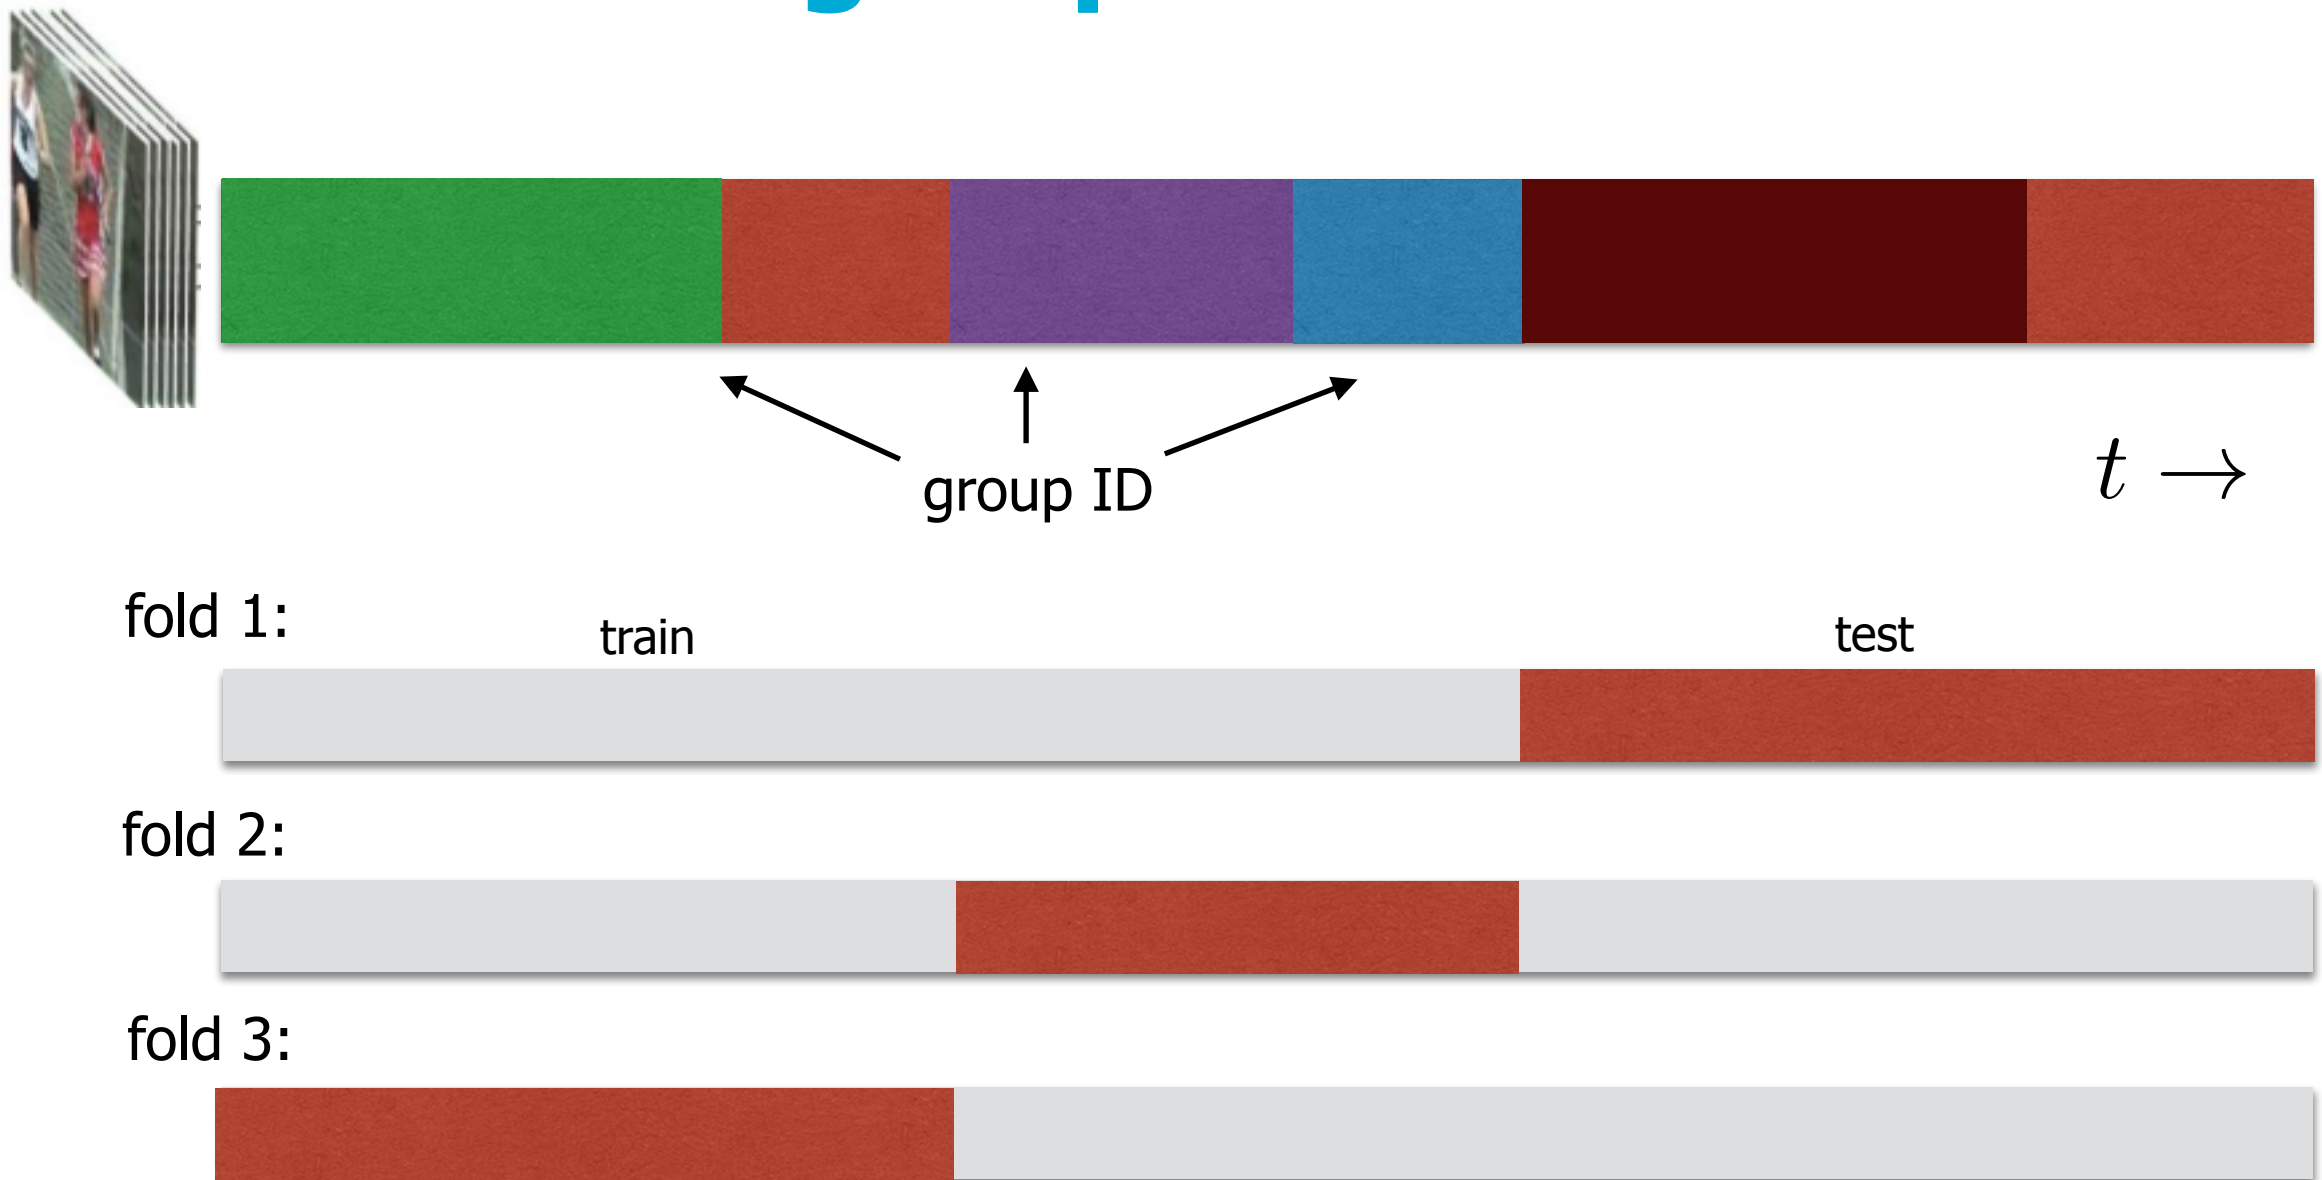 group ID
t →
fold 1:
train
test
fold 2:
fold 3: